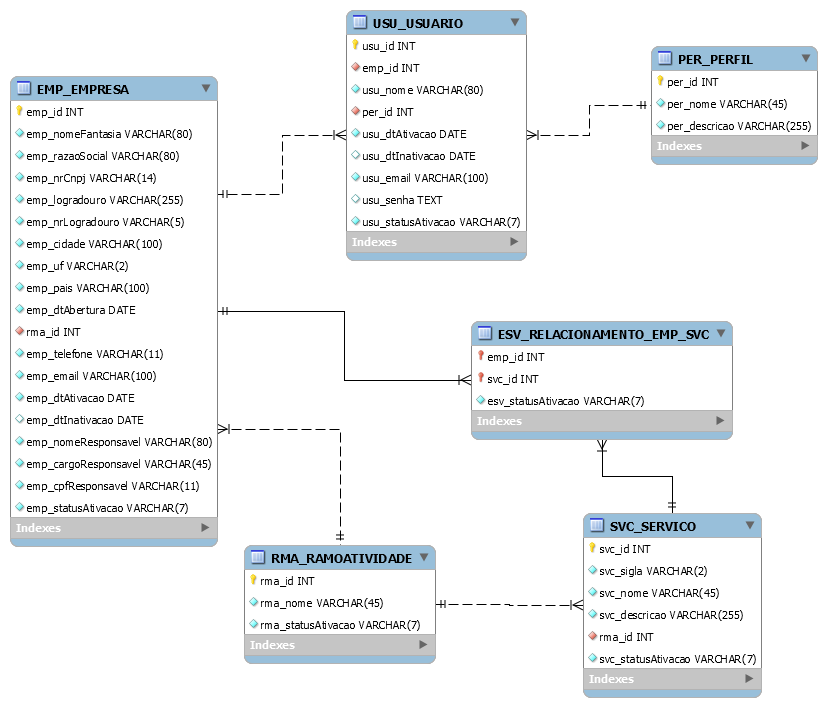 USU_USUARIO
usu_id INT
emp_id INT
usu_nome VARCHAR(80)
per_id INT
usu_dtAtivacao DATE
usu_dtInativacao DATE
usu_email VARCHAR(100)
usu_senha TEXT
usu_statusAtivacao VARCHAR(7)
Indexes
PER_PERFIL
per_id INT
per_nome VARCHAR(45)
per_descricao VARCHAR(255)
Indexes
EMP_EMPRESA
emp_id INT
emp_nomeFantasia VARCHAR(80)
emp_razaoSocial VARCHAR(80)
emp_nrCnpj VARCHAR(14)
emp_logradouro VARCHAR(255)
emp_nrLogradouro VARCHAR(5)
emp_cidade VARCHAR(100)
emp_uf VARCHAR(2)
emp_pais VARCHAR(100)
emp_dtAbertura DATE
rma_id INT
emp_telefone VARCHAR(11)
emp_email VARCHAR(100)
emp_dtAtivacao DATE
emp_dtInativacao DATE
emp_nomeResponsavel VARCHAR(80)
emp_cargoResponsavel VARCHAR(45)
emp_cpfResponsavel VARCHAR(11)
emp_statusAtivacao VARCHAR(7)
Indexes
ESV_RELACIONAMENTO_EMP_SVC
emp_id INT
svc_id INT
esv_statusAtivacao VARCHAR(7)
Indexes
RMA_RAMOATIVIDADE
rma_id INT
rma_nome VARCHAR(45)
rma_statusAtivacao VARCHAR(7)
Indexes
SVC_SERVICO
svc_id INT
svc_sigla VARCHAR(2)
svc_nome VARCHAR(45)
svc_descricao VARCHAR(255)
rma_id INT
svc_statusAtivacao VARCHAR(7)
Indexes